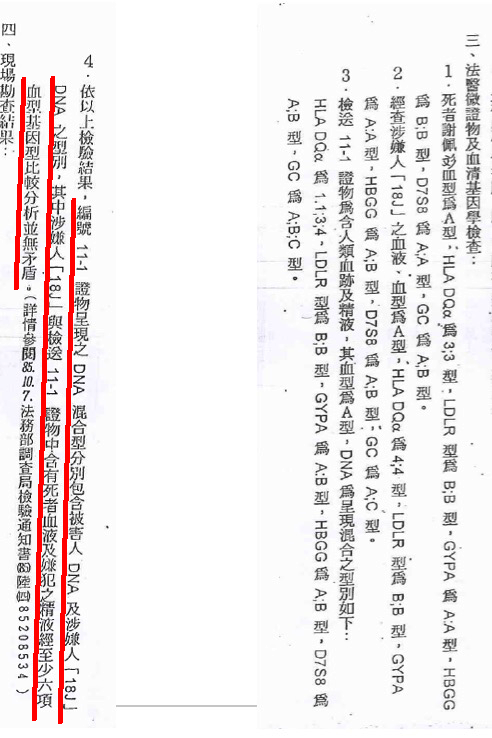 三、法醫微證物及血清基因學檢查：
1．死者謝佩苾血型爲A型，HLA DQα 爲 3;3 型，LDLR 型爲 B;B 型，GYPA 爲 A;A 型，HBGG
爲 B;B 型，D7S8 爲 A;A 型，GC 爲 A;B 型。
2．經查涉嫌人「18J」之血液，血型爲A型，HLA DQα 爲 4;4 型，LDLR 型爲 B;B 型，GYPA
爲 A;A 型，HBGG 爲 A;B 型，D7S8 爲 A;B 型，GC 爲 A;C 型。
3．檢送 11-1 證物爲含人類血跡及精液，其血型爲A型，DNA 爲呈現混合之型別如下：
HLA DQα 爲 1.1;3;4，LDLR 型爲 B;B 型，GYPA 爲 A;B 型，HBGG 爲 A;B 型，D7S8 爲
A;B 型，GC 爲 A;B;C 型。
4．依以上檢驗結果，編號 11-1 證物呈現之 DNA 混合型分別包含被害人 DNA 及涉嫌人「18J」
DNA 之型別，其中涉嫌人「18J」與檢送 11-1 證物中含有死者血液及嫌犯之精液經至少六項
血型基因型比較分析並無矛盾。（詳情參閱85.10.7.法務部調查局檢驗通知書(85)陸(四)85208534）
四、現場勘查結果：